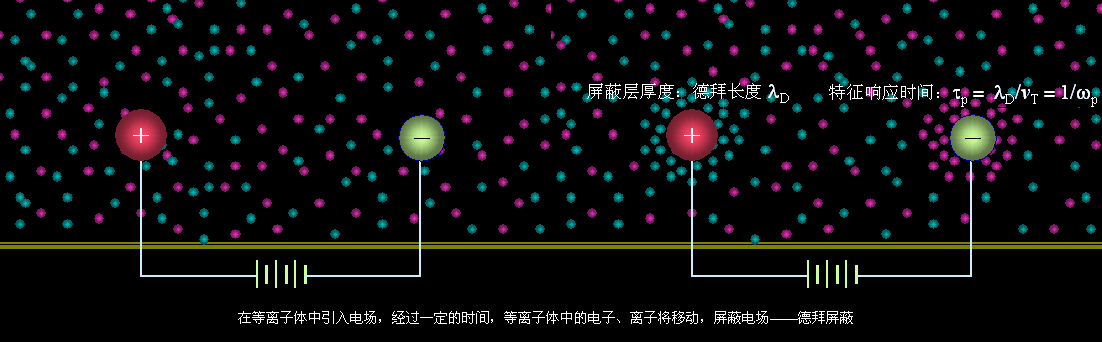 屏蔽层厚度：德拜长度 λD
特征响应时间：τp = λD/vT = 1/ωp
+
−
+
−
在等离子体中引入电场，经过一定的时间，等离子体中的电子、离子将移动，屏蔽电场——德拜屏蔽